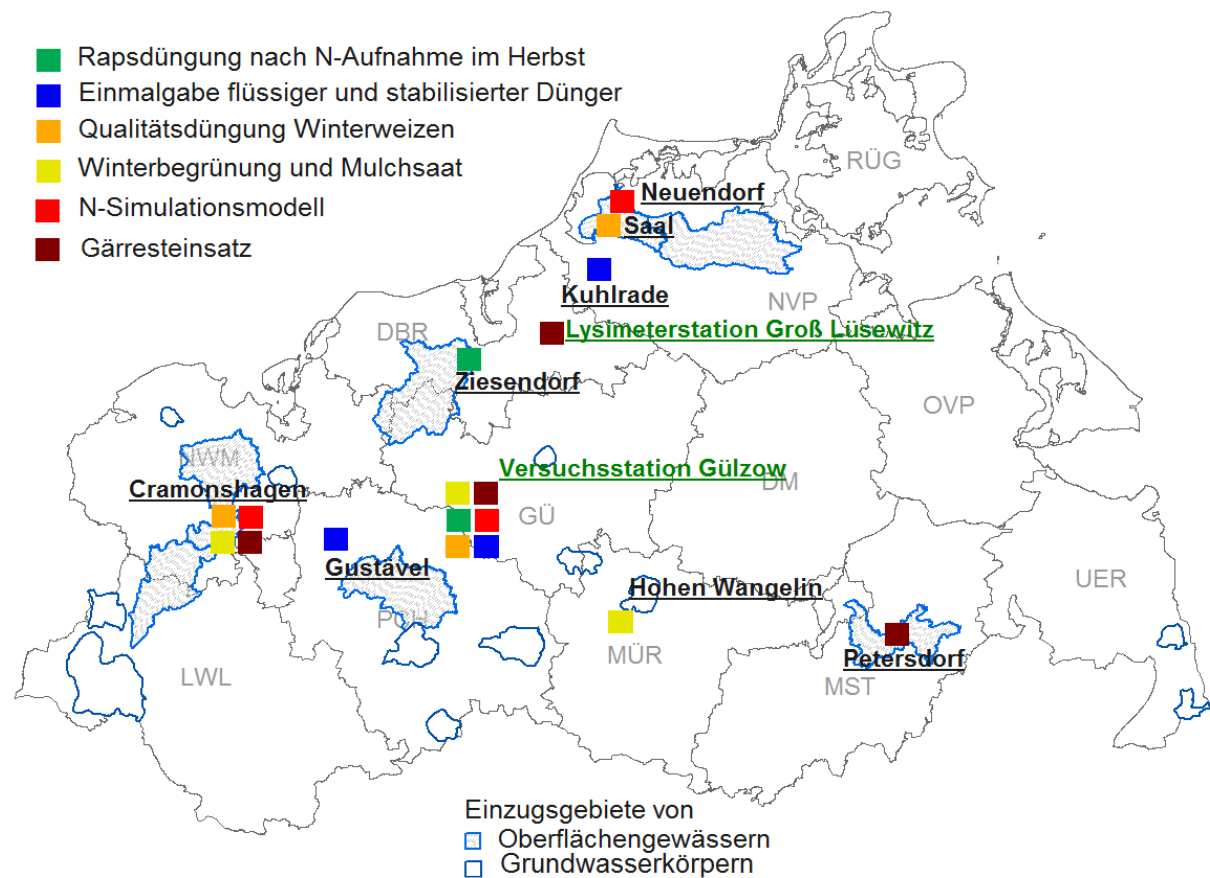 Rapsdüngung nach N-Aufnahme im Herbst
Einmalgabe flüssiger und stabilisierter Dünger
Qualitätsdüngung Winterweizen
Winterbegrünung und Mulchsaat
N-Simulationsmodell
Gärresteinsatz
RÜG
Neuendorf
Saal
Kuhlrade
NVP
DBR
Lysimeterstation Groß Lüsewitz
Ziesendorf
OVP
NWM
Versuchsstation Gülzow
DM
Cramonshagen
GÜ
Gustävel
Hohen Wangelin
UER
PCH
MÜR
Petersdorf
LWL
MST
Einzugsgebiete von
Oberflächengewässern
Grundwasserkörpern